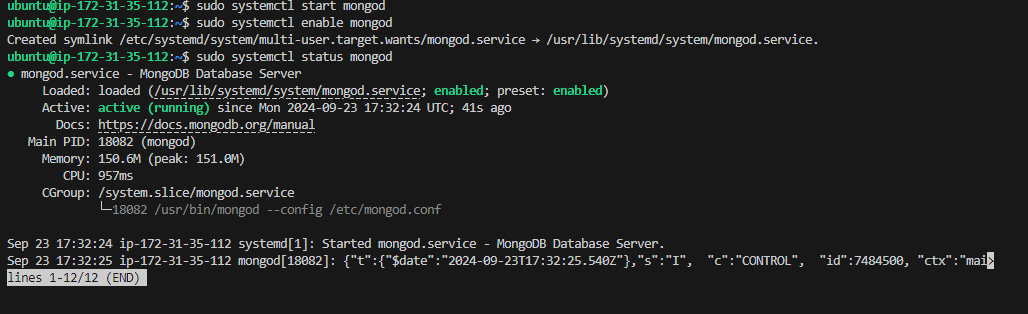 ubuntu@ip-172-31-35-112:~$ sudo systemctl start mongod
ubuntu@ip-172-31-35-112:~$ sudo systemctl enable mongod
Created symlink /etc/systemd/system/multi-user.target.wants/mongod.service → /usr/lib/systemd/system/mongod.service.
ubuntu@ip-172-31-35-112:~$ sudo systemctl status mongod
● mongod.service - MongoDB Database Server
     Loaded: loaded (/usr/lib/systemd/system/mongod.service; enabled; preset: enabled)
     Active: active (running) since Mon 2024-09-23 17:32:24 UTC; 41s ago
       Docs: https://docs.mongodb.org/manual
   Main PID: 18082 (mongod)
     Memory: 150.6M (peak: 151.0M)
        CPU: 957ms
     CGroup: /system.slice/mongod.service
             └─18082 /usr/bin/mongod --config /etc/mongod.conf

Sep 23 17:32:24 ip-172-31-35-112 systemd[1]: Started mongod.service - MongoDB Database Server.
Sep 23 17:32:25 ip-172-31-35-112 mongod[18082]: {"t":{"$date":"2024-09-23T17:32:25.540Z"},"s":"I",  "c":"CONTROL",  "id":7484500, "ctx":"mai>
lines 1-12/12 (END)